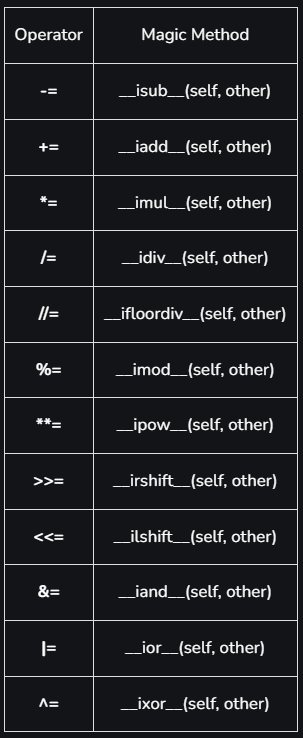 Operator Magic Method
-= __isub__(self, other)
+= __iadd__(self, other)
*= __imul__(self, other)
/= __idiv__(self, other)
//= __ifloordiv__(self, other)
%= __imod__(self, other)
**= __ipow__(self, other)
>>= __irshift__(self, other)
<<= __ilshift__(self, other)
&= __iand__(self, other)
|= __ior__(self, other)
^= __ixor__(self, other)